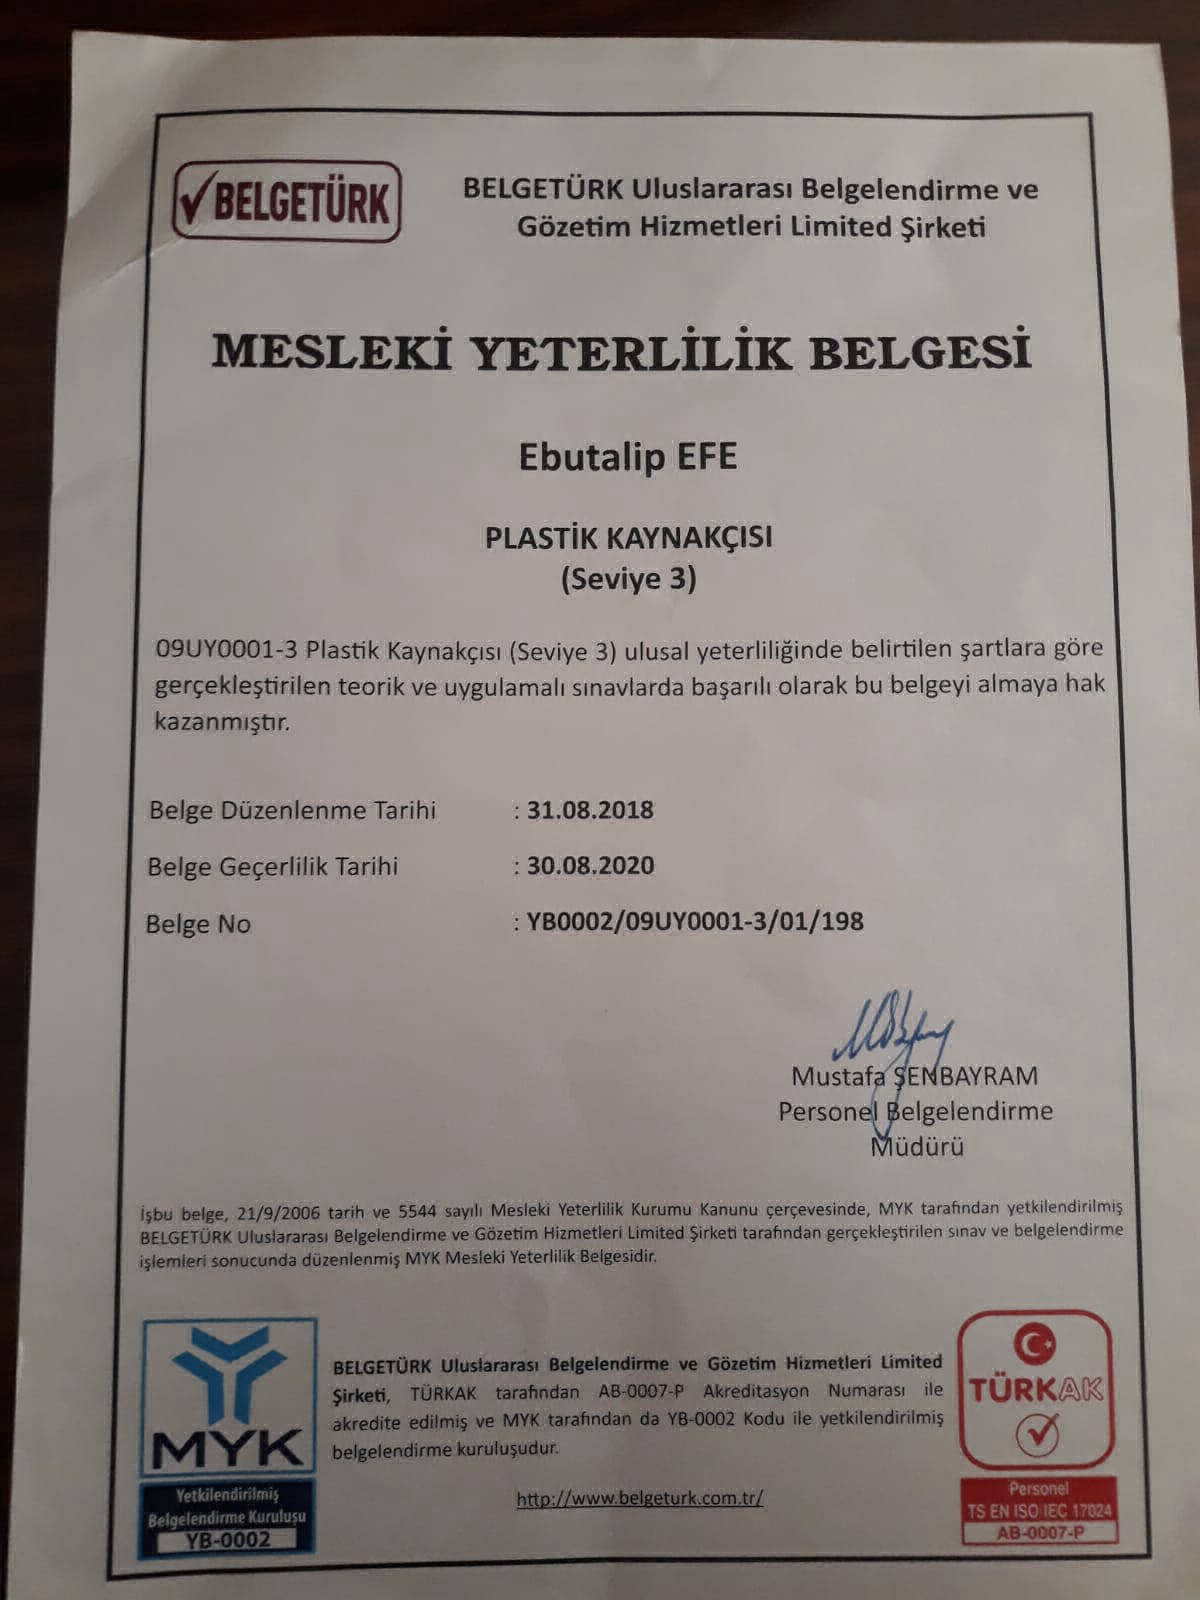 BELGETÜRK
BELGETÜRK Uluslararası Belgelendirme ve
Gözetim Hizmetleri Limited Şirketi
MESLEKİ YETERLİLİK BELGESİ
Ebutalip EFE
PLASTİK KAYNAKÇISI
(Seviye 3)
09UY0001-3 Plastik Kaynakçısı (Seviye 3) ulusal yeterliliğinde belirtilen şartlara göre
gerçekleştirilen teorik ve uygulamalı sınavlarda başarılı olarak bu belgeyi almaya hak
kazanmıştır.
Belge Düzenlenme Tarihi : 31.08.2018
Belge Geçerlilik Tarihi : 30.08.2020
Belge No : YB0002/09UY0001-3/01/198
Mustafa ŞENBAYRAM
Personel Belgelendirme
Müdürü
İşbu belge, 21/9/2006 tarih ve 5544 sayılı Mesleki Yeterlilik Kurumu Kanunu çerçevesinde, MYK tarafından yetkilendirilmiş
BELGETÜRK Uluslararası Belgelendirme ve Gözetim Hizmetleri Limited Şirketi tarafından gerçekleştirilen sınav ve belgelendirme
işlemleri sonucunda düzenlenmiş MYK Mesleki Yeterlilik Belgesidir.
MYK
Yetkilendirilmiş
Belgelendirme Kuruluşu
YB-0002
BELGETÜRK Uluslararası Belgelendirme ve Gözetim Hizmetleri Limited
Şirketi, TÜRKAK tarafından AB-0007-P Akreditasyon Numarası ile
akredite edilmiş ve MYK tarafından da YB-0002 Kodu ile yetkilendirilmiş
belgelendirme kuruluşudur.
http://www.belgeturk.com.tr/
TÜRKAK
Personel
TS EN ISO/IEC 17024
AB-0007-P